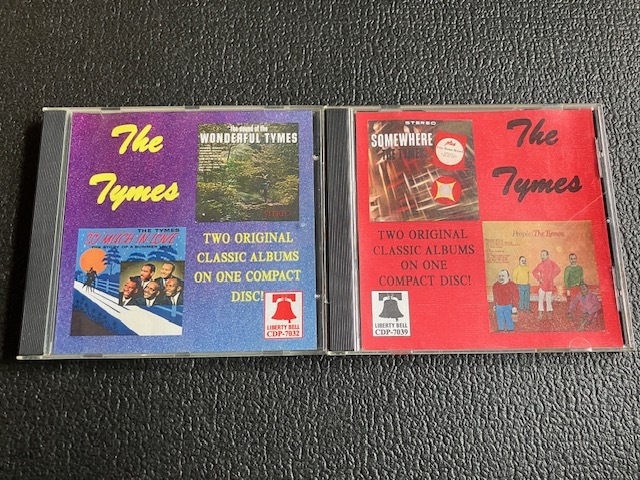 The
Tymes
The sound of the
WONDERFUL TYMES
THE TYMES
SO MUCH IN LOVE
TWO ORIGINAL
CLASSIC ALBUMS
ON ONE COMPACT
DISC!
LIBERTY BELL
CDP-7032
STEREO
SOMEWHERE
THE TYMES
The
Tymes
TWO ORIGINAL
CLASSIC ALBUMS
ON ONE
COMPACT DISC!
People The Tymes
LIBERTY BELL
CDP-7039